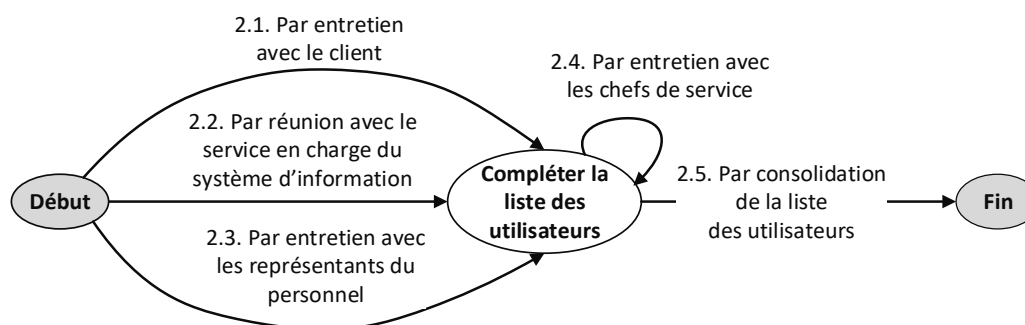 2.1. Par entretien
avec le client
2.4. Par entretien avec
les chefs de service
2.2. Par réunion avec le
service en charge du
système d’information
Début
Compléter la
liste des
utilisateurs
2.5. Par consolidation
de la liste
des utilisateurs
Fin
2.3. Par entretien avec
les représentants du
personnel